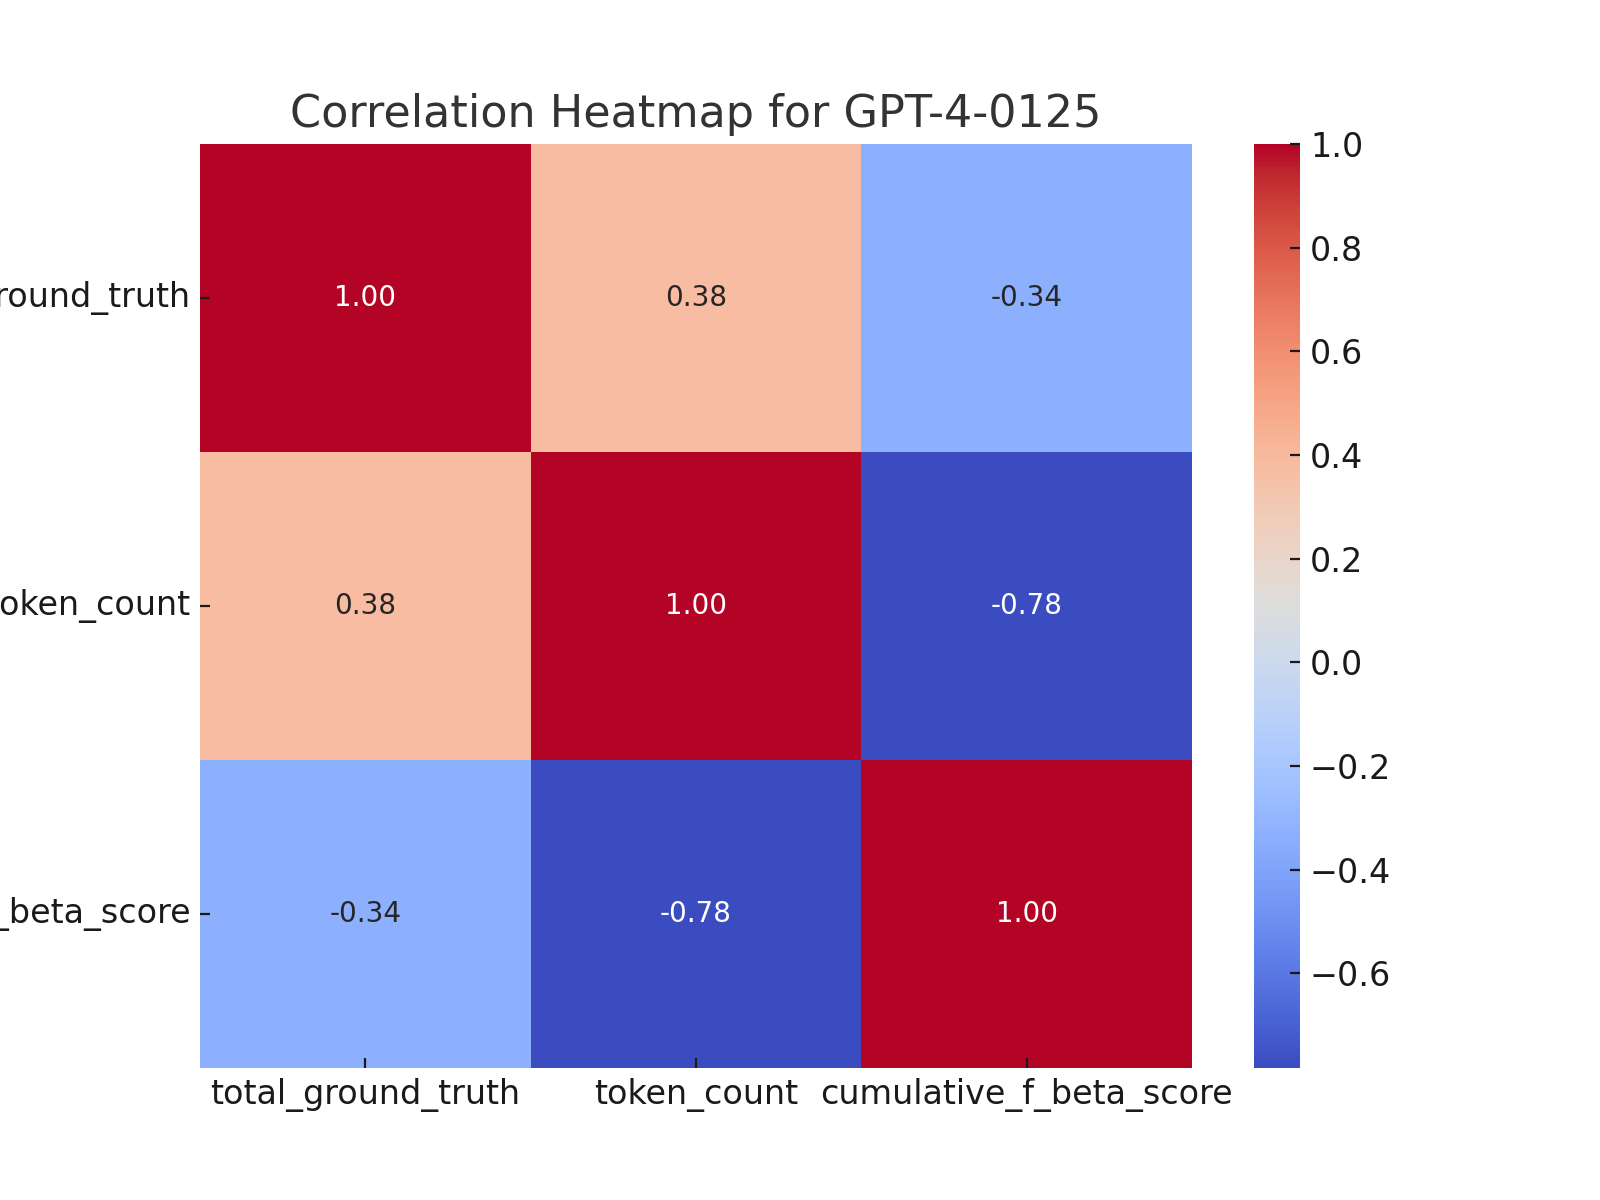 Correlation Heatmap for GPT-4-0125
1.0
0.8
0.6
0.4
0.2
0.0
−0.2
−0.4
−0.6
round_truth
1.00
0.38
-0.34
oken_count
0.38
1.00
-0.78
_beta_score
-0.34
-0.78
1.00
total_ground_truth
token_count
cumulative_f_beta_score